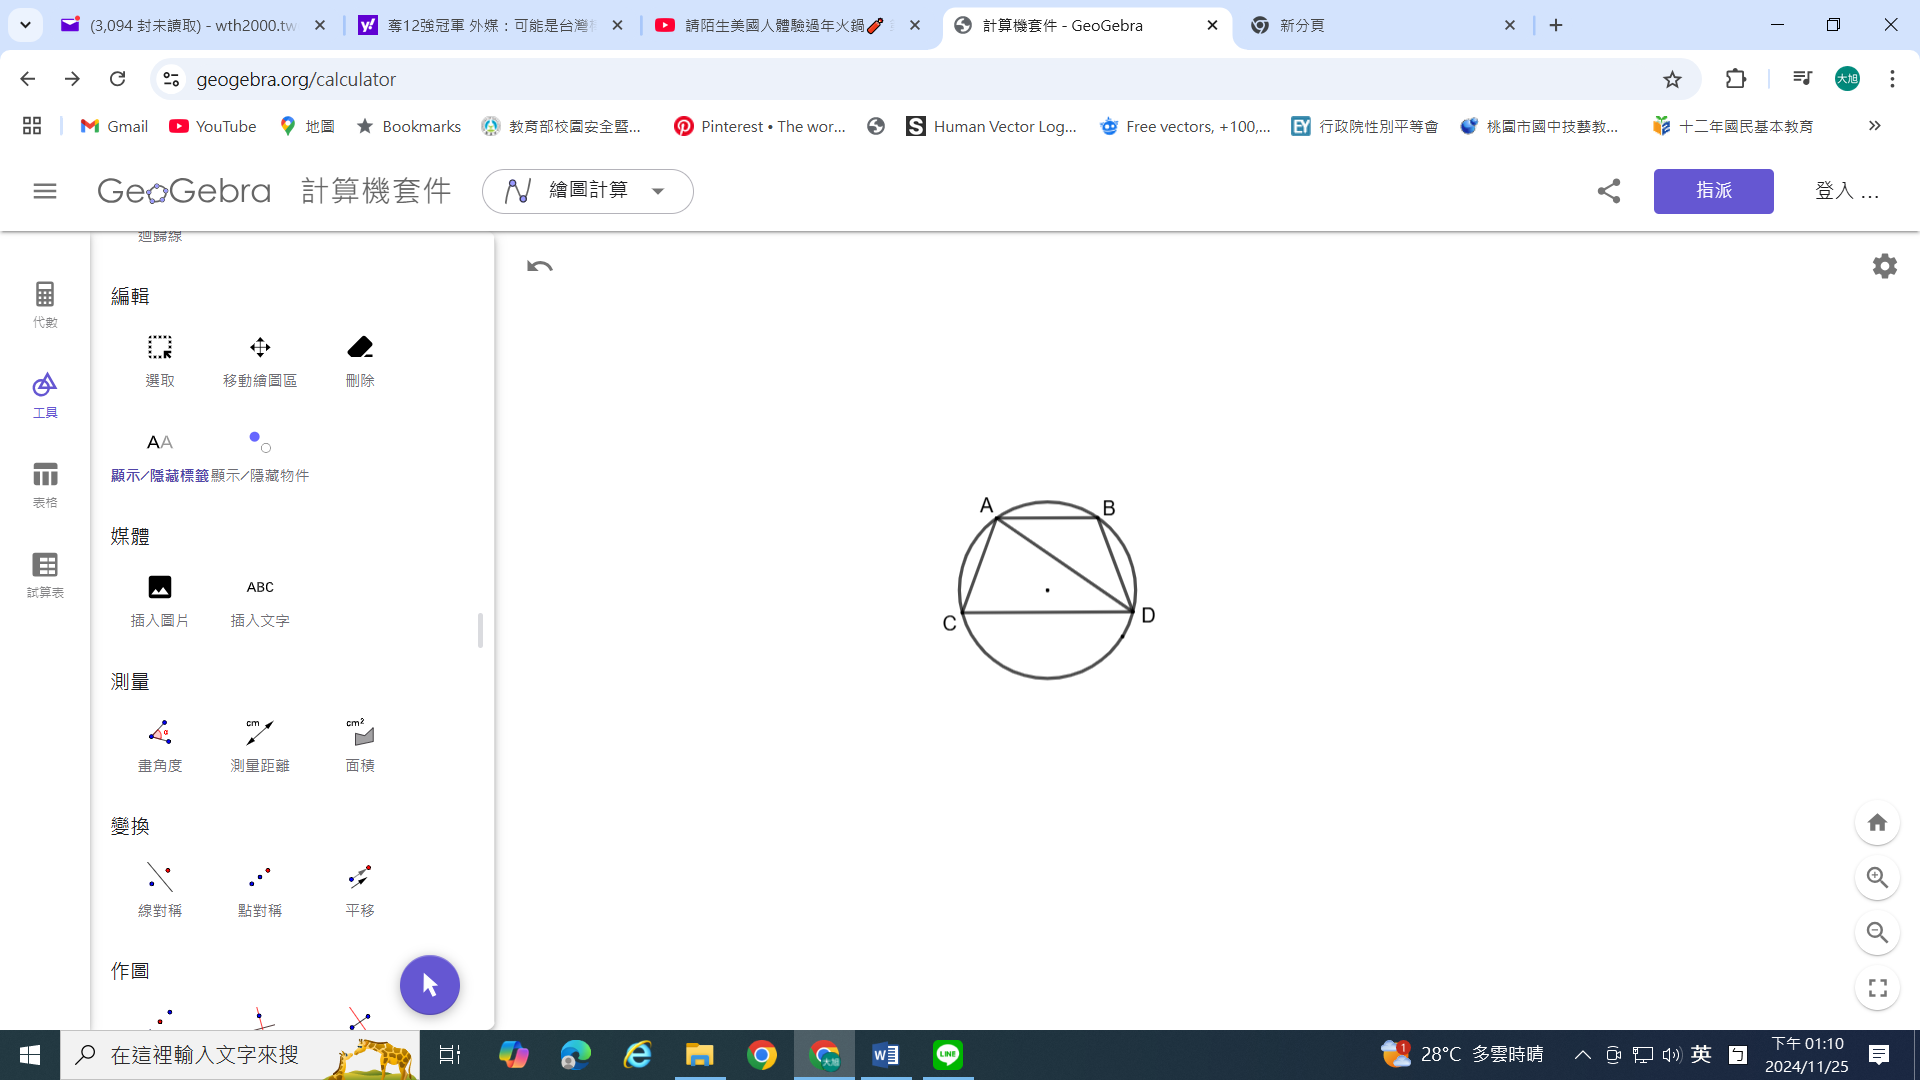 (3,094 封未讀取) - wth2000.tw
奪12強冠軍 外媒：可能是台灣
請陌生美國人體驗過年火鍋🧨
計算機套件 - GeoGebra
新分頁
geogebra.org/calculator
大旭
Gmail
YouTube
地圖
Bookmarks
教育部校園安全暨...
Pinterest • The wor...
Human Vector Log...
Free vectors, +100,...
行政院性別平等會
桃園市國中技藝教...
十二年國民基本教育
GeoGebra 計算機套件
繪圖計算
指派
登入 ...
代數
工具
表格
試算表
迴歸線
編輯
選取
移動繪圖區
刪除
AA
顯示／隱藏標籤
顯示／隱藏物件
媒體
插入圖片
ABC
插入文字
測量
α
畫角度
cm
測量距離
cm²
面積
變換
線對稱
點對稱
平移
作圖
A
B
C
D
在這裡輸入文字來搜
28°C 多雲時晴
英
下午 01:10
2024/11/25